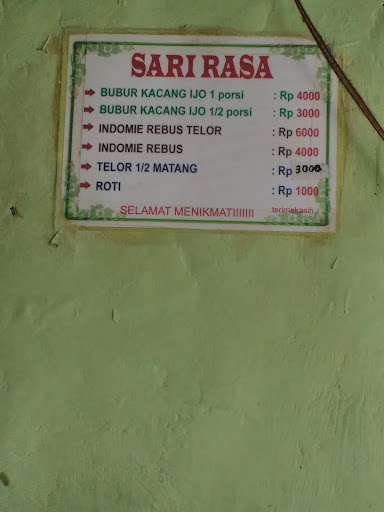 SARI RASA
BUBUR KACANG IJO 1 porsi : Rp 4000
BUBUR KACANG IJO 1/2 porsi : Rp 3000
INDOMIE REBUS TELOR : Rp 6000
INDOMIE REBUS : Rp 4000
TELOR 1/2 MATANG : Rp 3000
ROTI : Rp 1000
SELAMAT MENIKMATIIIIIII terimakasih